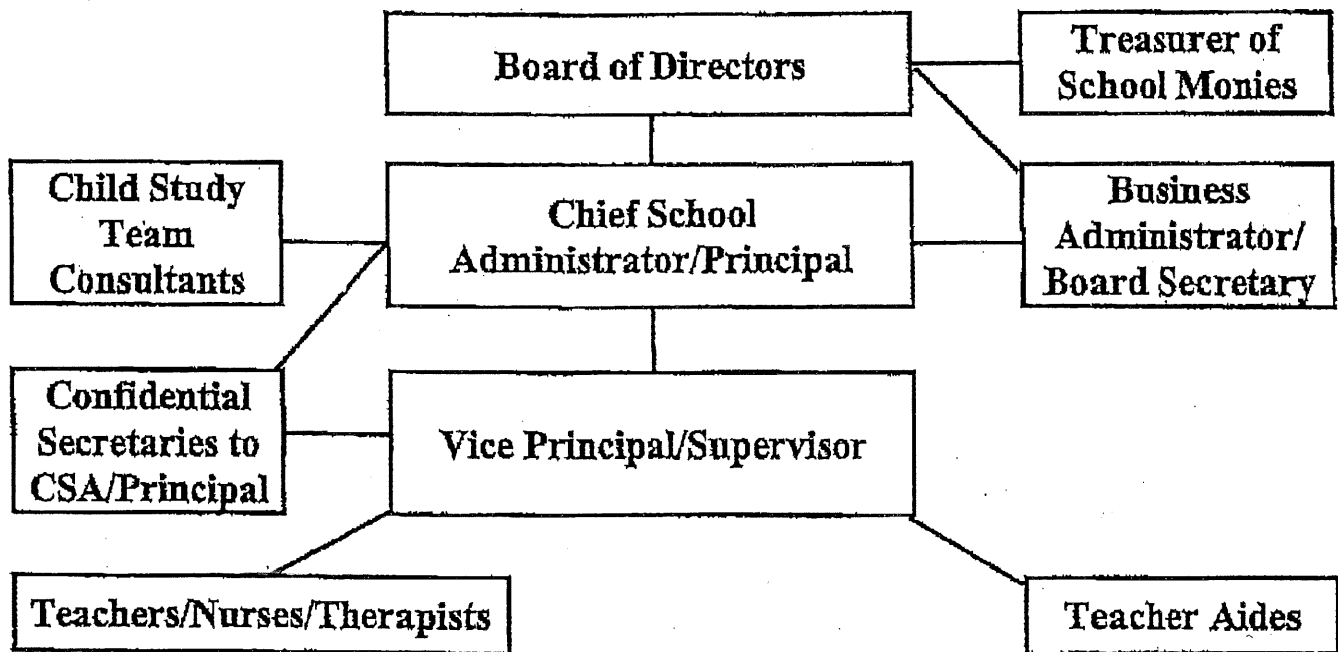 Board of Directors
Treasurer of
School Monies
Child Study
Team
Consultants
Chief School
Administrator/Principal
Business
Administrator/
Board Secretary
Confidential
Secretaries to
CSA/Principal
Vice Principal/Supervisor
Teachers/Nurses/Therapists
Teacher Aides